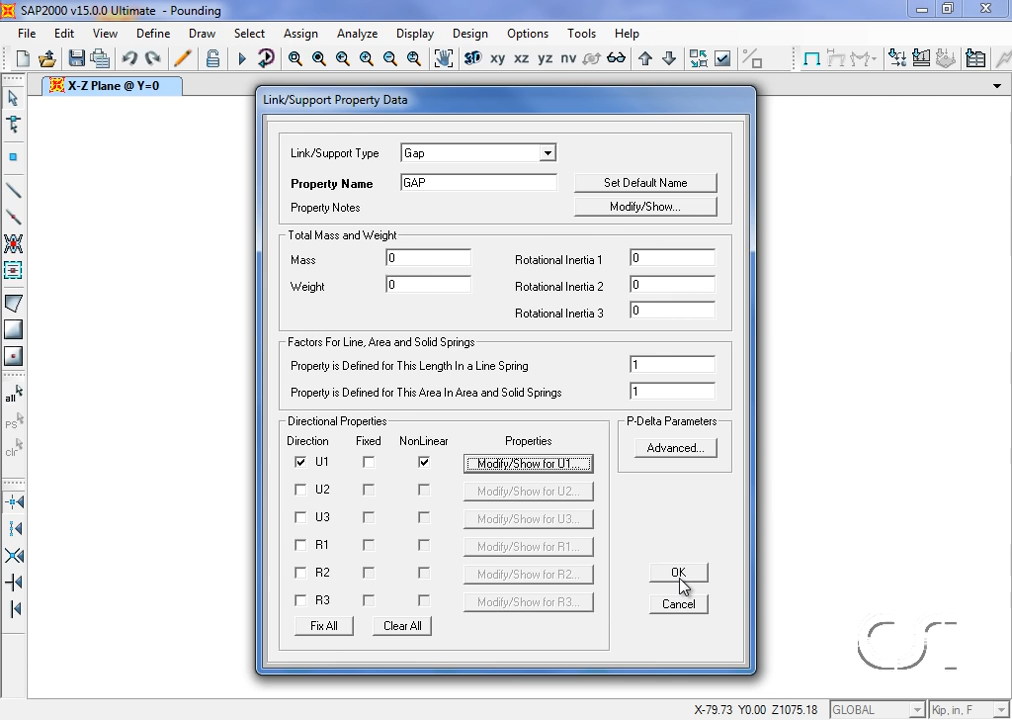 SAP2000 v15.0.0 Ultimate - Pounding
File Edit View Define Draw Select Assign Analyze Display Design Options Tools Help
3D xy xz yz nv
X-Z Plane @ Y=0
Link/Support Property Data
Link/Support Type Gap
Property Name GAP Set Default Name
Property Notes Modify/Show...
Total Mass and Weight
Mass 0 Rotational Inertia 1 0
Weight 0 Rotational Inertia 2 0
Rotational Inertia 3 0
Factors For Line, Area and Solid Springs
Property is Defined for This Length In a Line Spring 1
Property is Defined for This Area In Area and Solid Springs 1
Directional Properties P-Delta Parameters
Direction Fixed NonLinear Properties
Advanced...
U1 Modify/Show for U1...
U2 Modify/Show for U2...
U3 Modify/Show for U3...
R1 Modify/Show for R1...
R2 Modify/Show for R2...
R3 Modify/Show for R3...
Fix All Clear All
OK
Cancel
all
PS
clr
CSI
X-79.73 Y0.00 Z1075.18 GLOBAL Kip, in, F